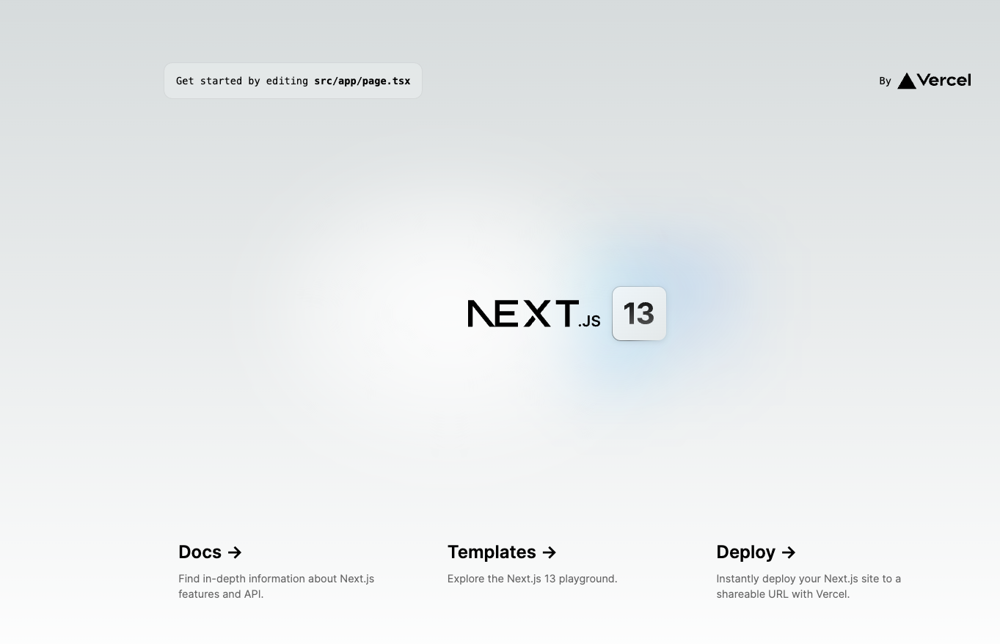 Get started by editing src/app/page.tsx
By Vercel
NEXT.JS 13
Docs ->
Find in-depth information about Next.js
features and API.
Templates ->
Explore the Next.js 13 playground.
Deploy ->
Instantly deploy your Next.js site to a
shareable URL with Vercel.